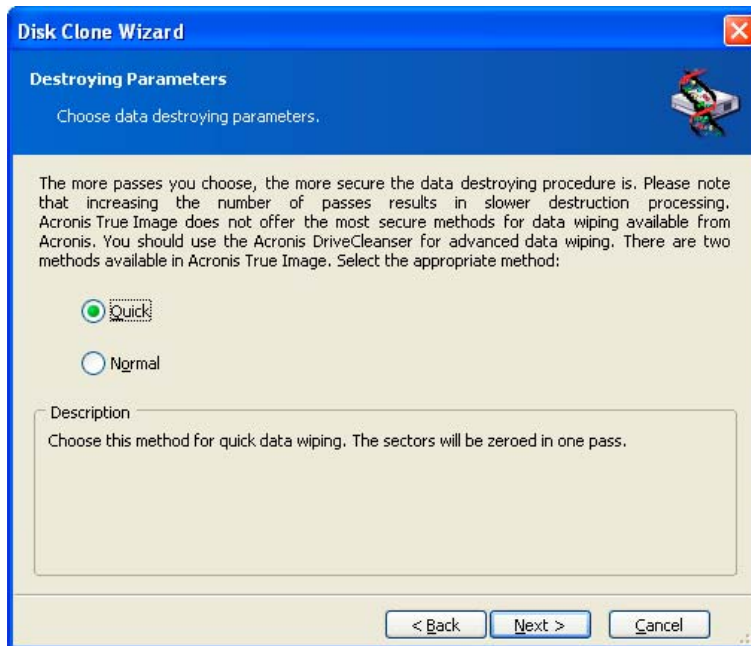 Disk Clone Wizard
Destroying Parameters
Choose data destroying parameters.
The more passes you choose, the more secure the data destroying procedure is. Please note
that increasing the number of passes results in slower destruction processing.
Acronis True Image does not offer the most secure methods for data wiping available from
Acronis. You should use the Acronis DriveCleanser for advanced data wiping. There are two
methods available in Acronis True Image. Select the appropriate method:
Quick
Normal
Description
Choose this method for quick data wiping. The sectors will be zeroed in one pass.
< Back
Next >
Cancel